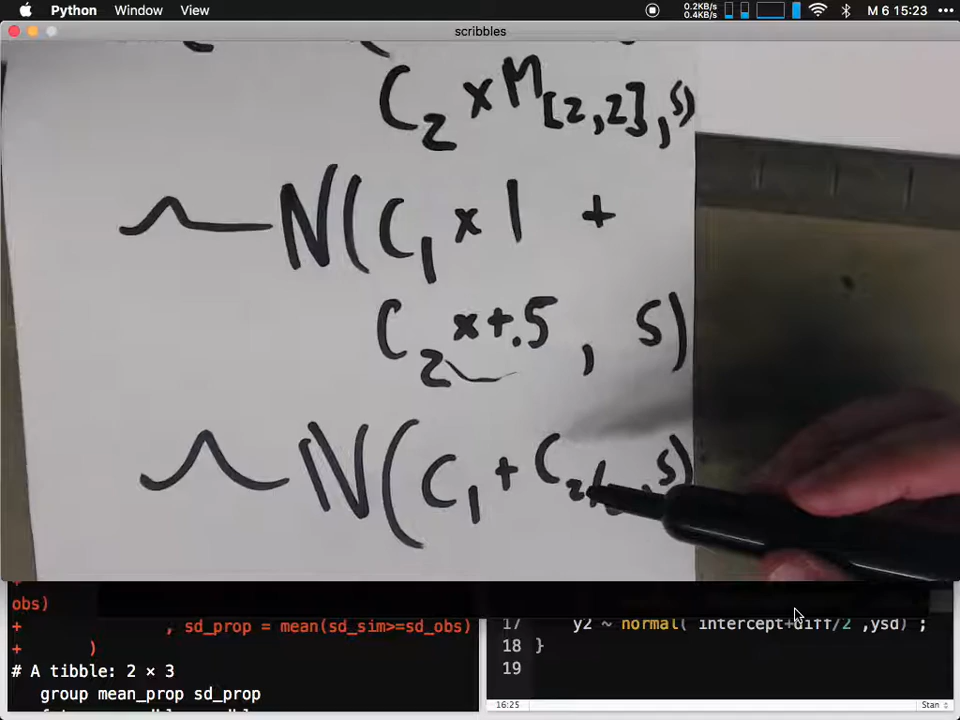 Python Window View 0.2KB/s 0.4KB/s M 6 15:23
scribbles
C2 x M[2,2],s)
N(C1 x 1 +
C2 x+.5, s)
N(C1 + C2/ ,s)
obs)
+ , sd_prop = mean(sd_sim>=sd_obs)
+ )
# A tibble: 2 × 3
group mean_prop sd_prop
17 y2 ~ normal( intercept+diff/2 ,ysd) ;
18 }
19
16:25 Stan